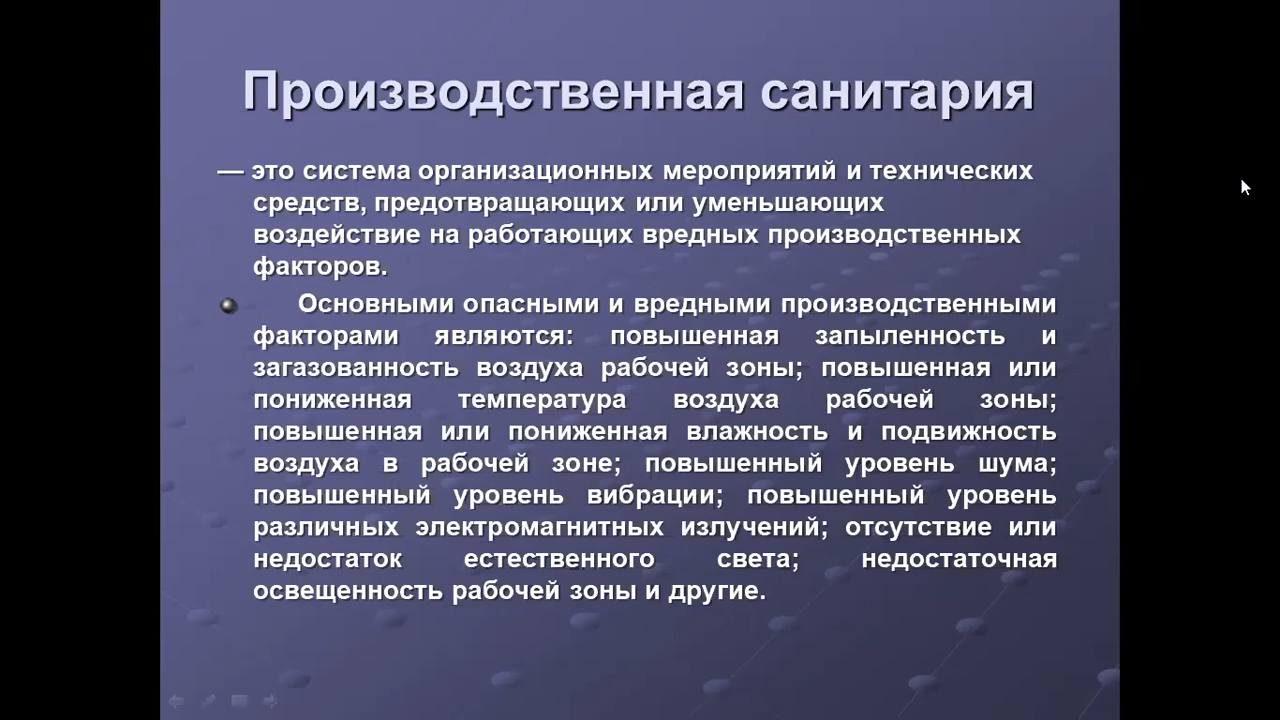 Производственная санитария
— это система организационных мероприятий и технических
средств, предотвращающих или уменьшающих
воздействие на работающих вредных производственных
факторов.
Основными опасными и вредными производственными
факторами являются: повышенная запыленность и
загазованность воздуха рабочей зоны; повышенная или
пониженная температура воздуха рабочей зоны;
повышенная или пониженная влажность и подвижность
воздуха в рабочей зоне; повышенный уровень шума;
повышенный уровень вибрации; повышенный уровень
различных электромагнитных излучений; отсутствие или
недостаток естественного света; недостаточная
освещенность рабочей зоны и другие.